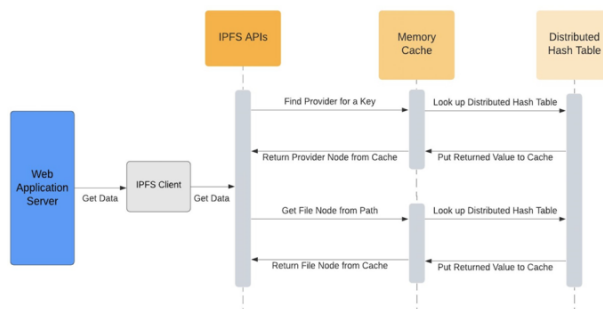 IPFS APIs
Memory
Cache
Distributed
Hash Table
Find Provider for a Key
Look up Distributed Hash Table
Return Provider Node from Cache
Put Returned Value to Cache
Web
Application
Server
Get Data
IPFS Client
Get Data
Get File Node from Path
Look up Distributed Hash Table
Return File Node from Cache
Put Returned Value to Cache